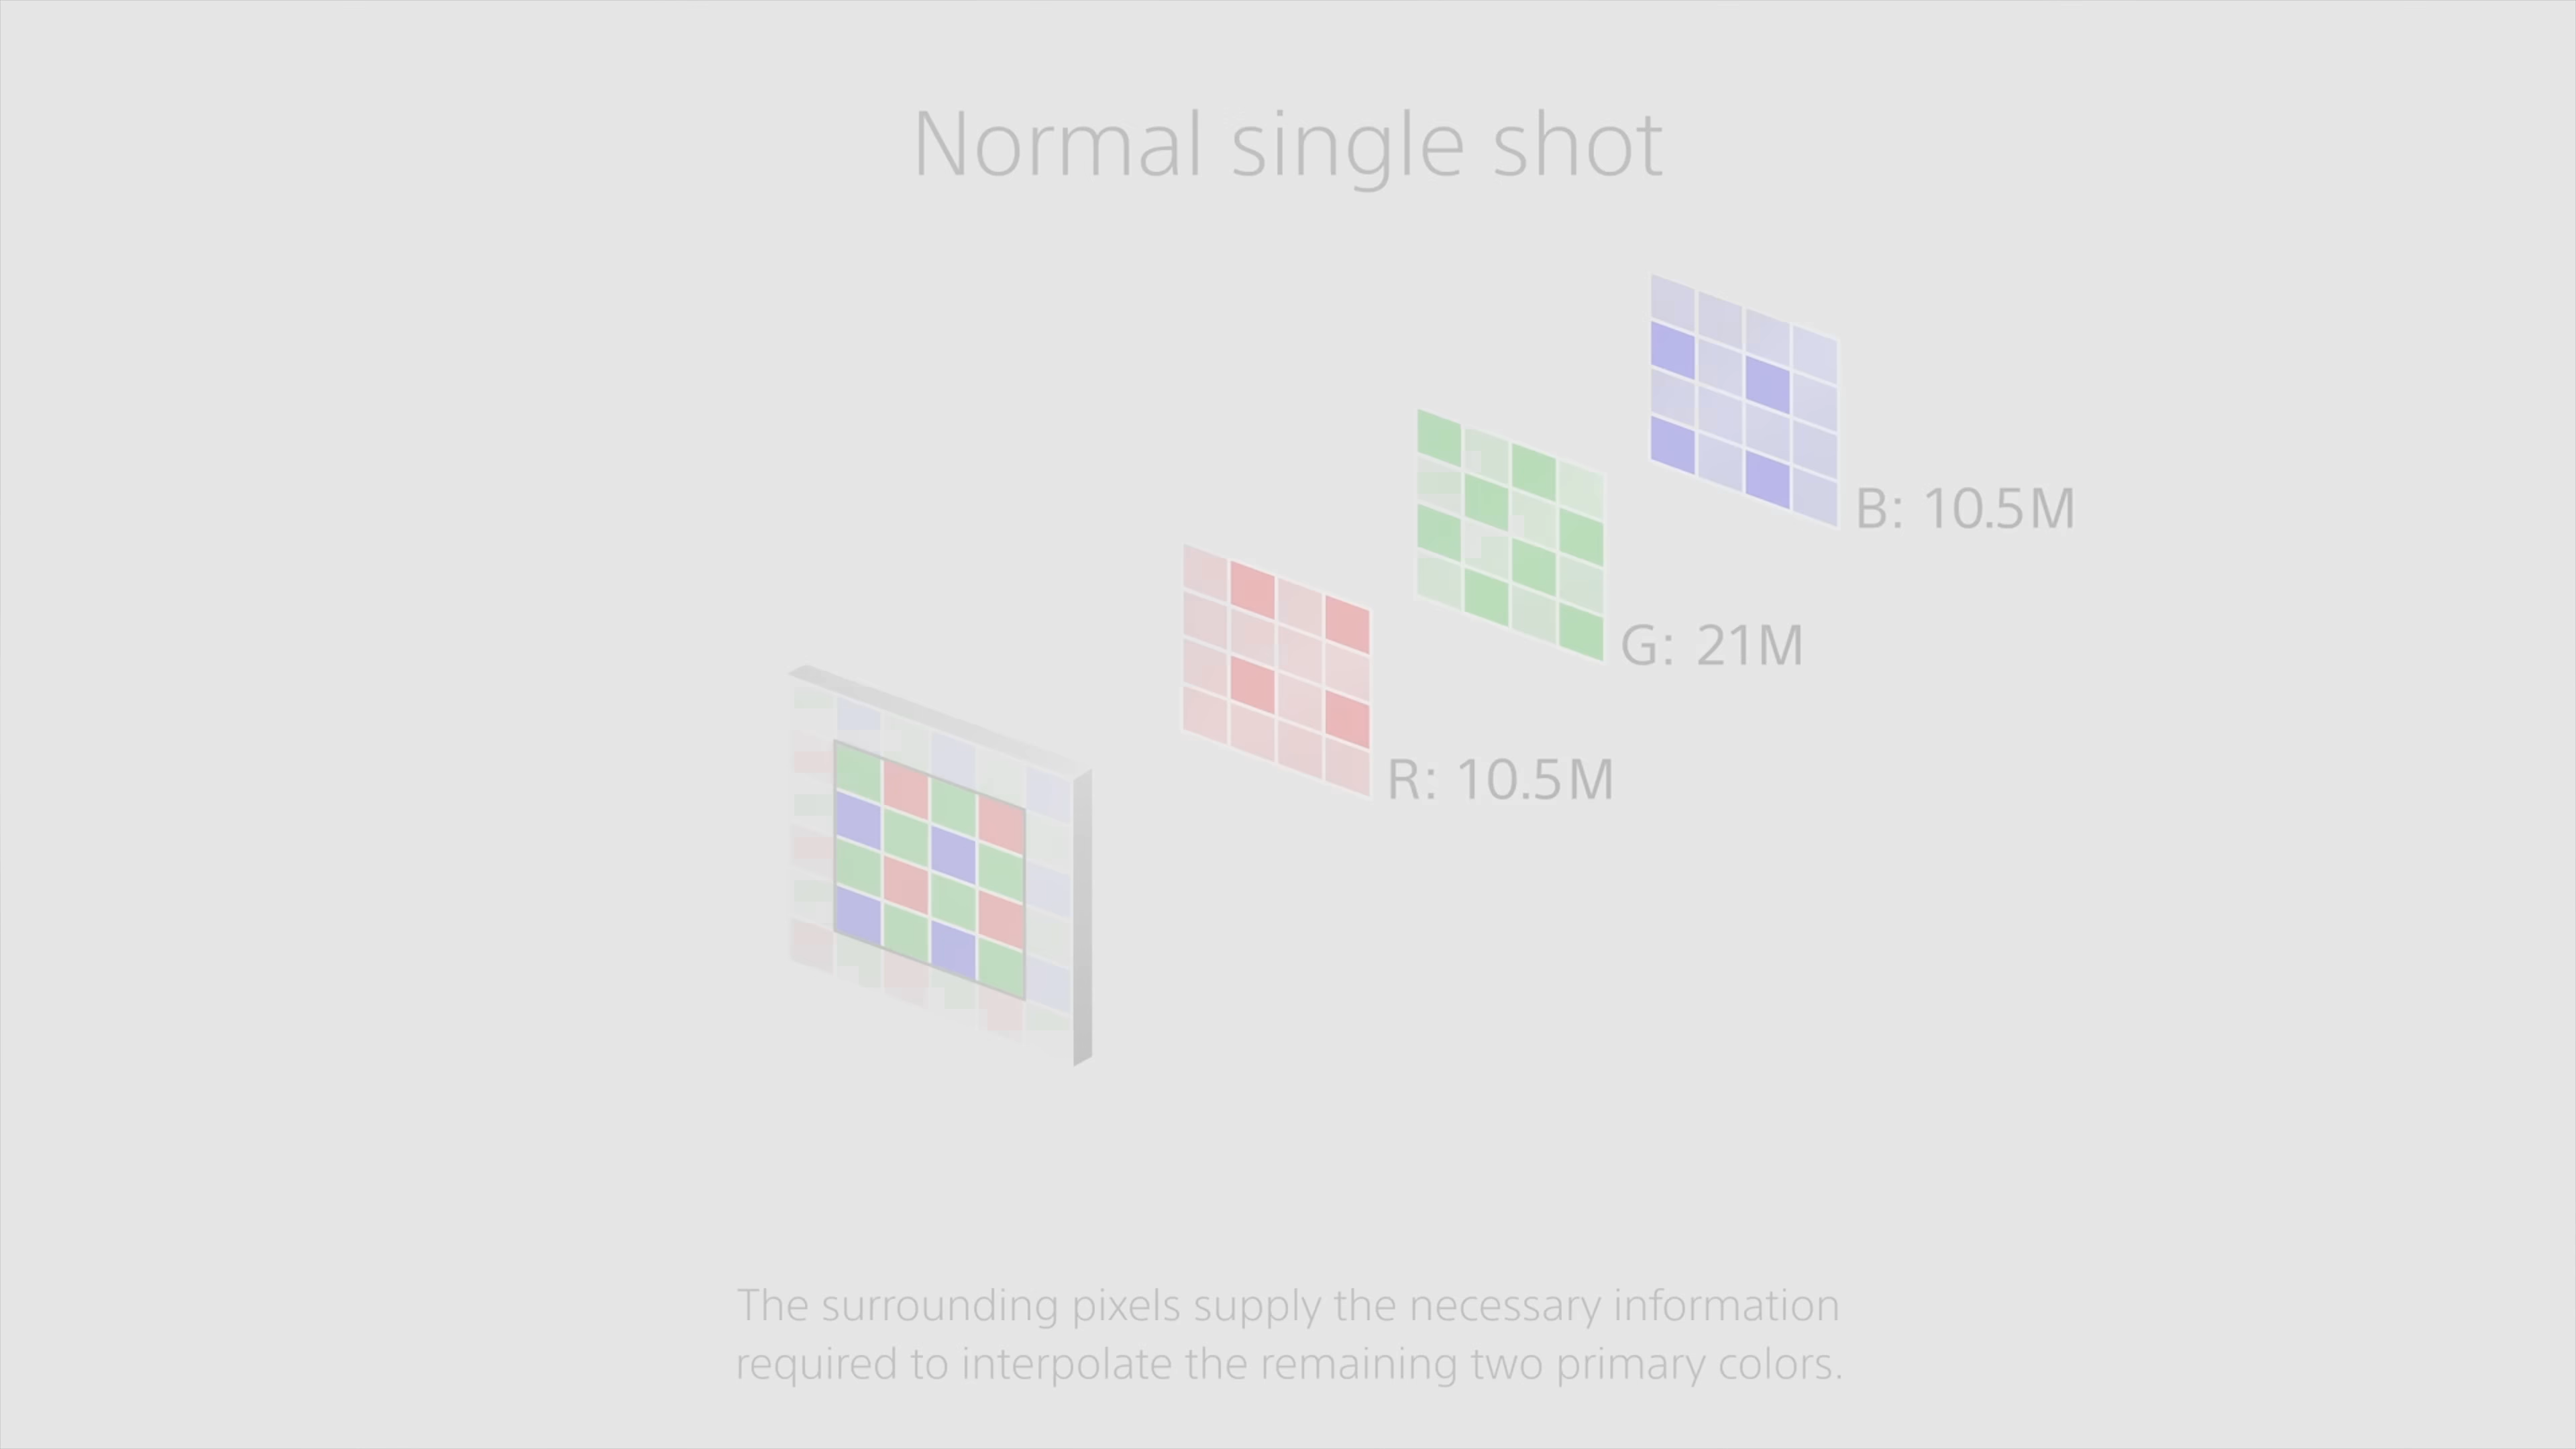 Normal single shot
B: 10.5M
G: 21M
R: 10.5M
The surrounding pixels supply the necessary information
required to interpolate the remaining two primary colors.